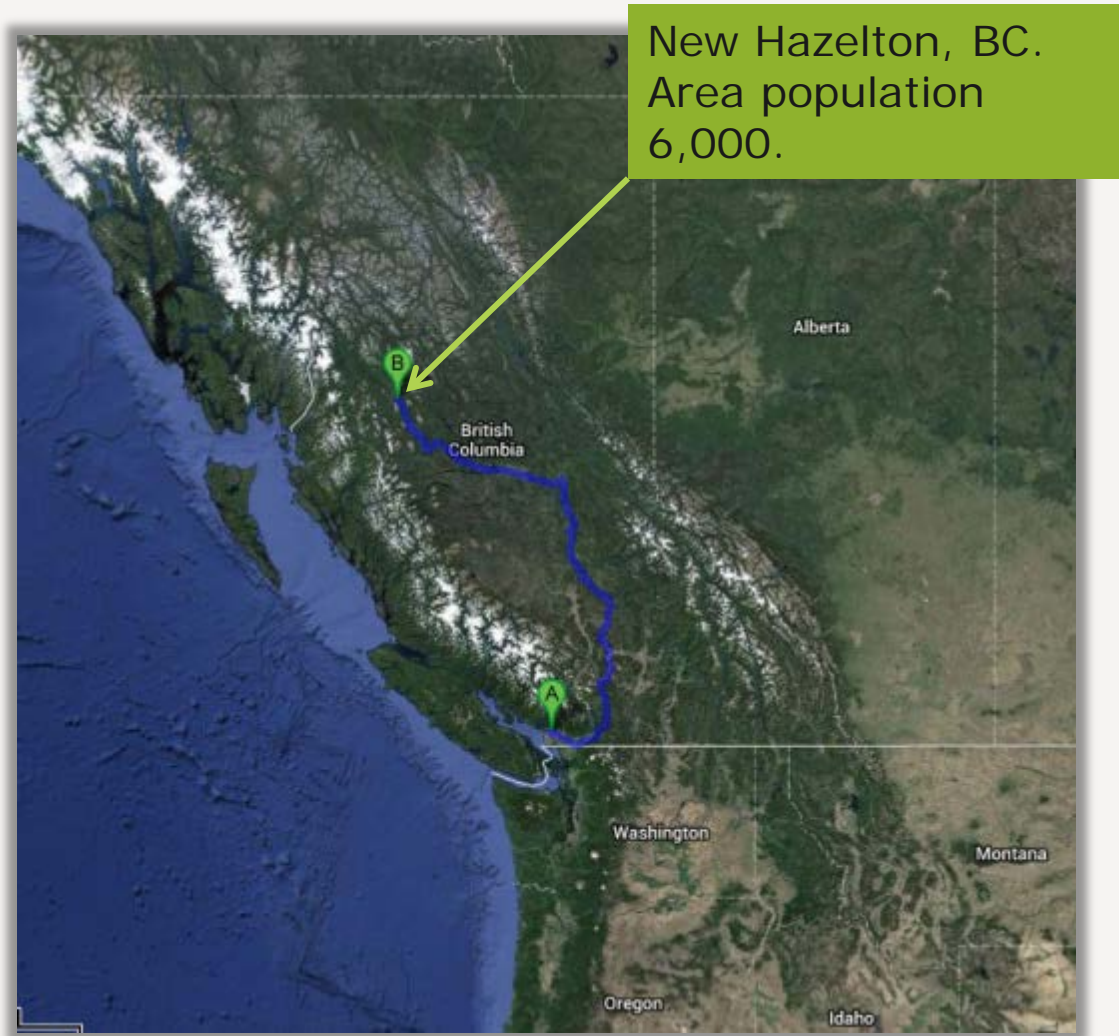 New Hazelton, BC.
Area population
6,000.
Alberta
B
British
Columbia
A
Washington
Montana
Oregon
Idaho